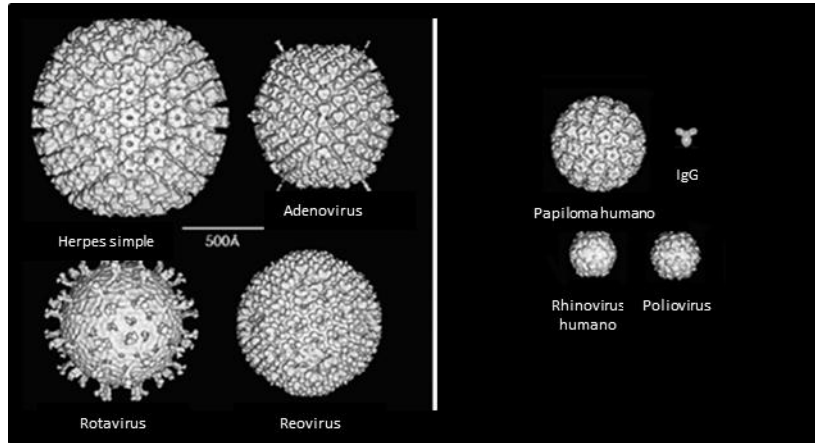 Adenovirus
Herpes simple
500Å
Rotavirus
Reovirus
IgG
Papiloma humano
Rhinovirus
humano
Poliovirus